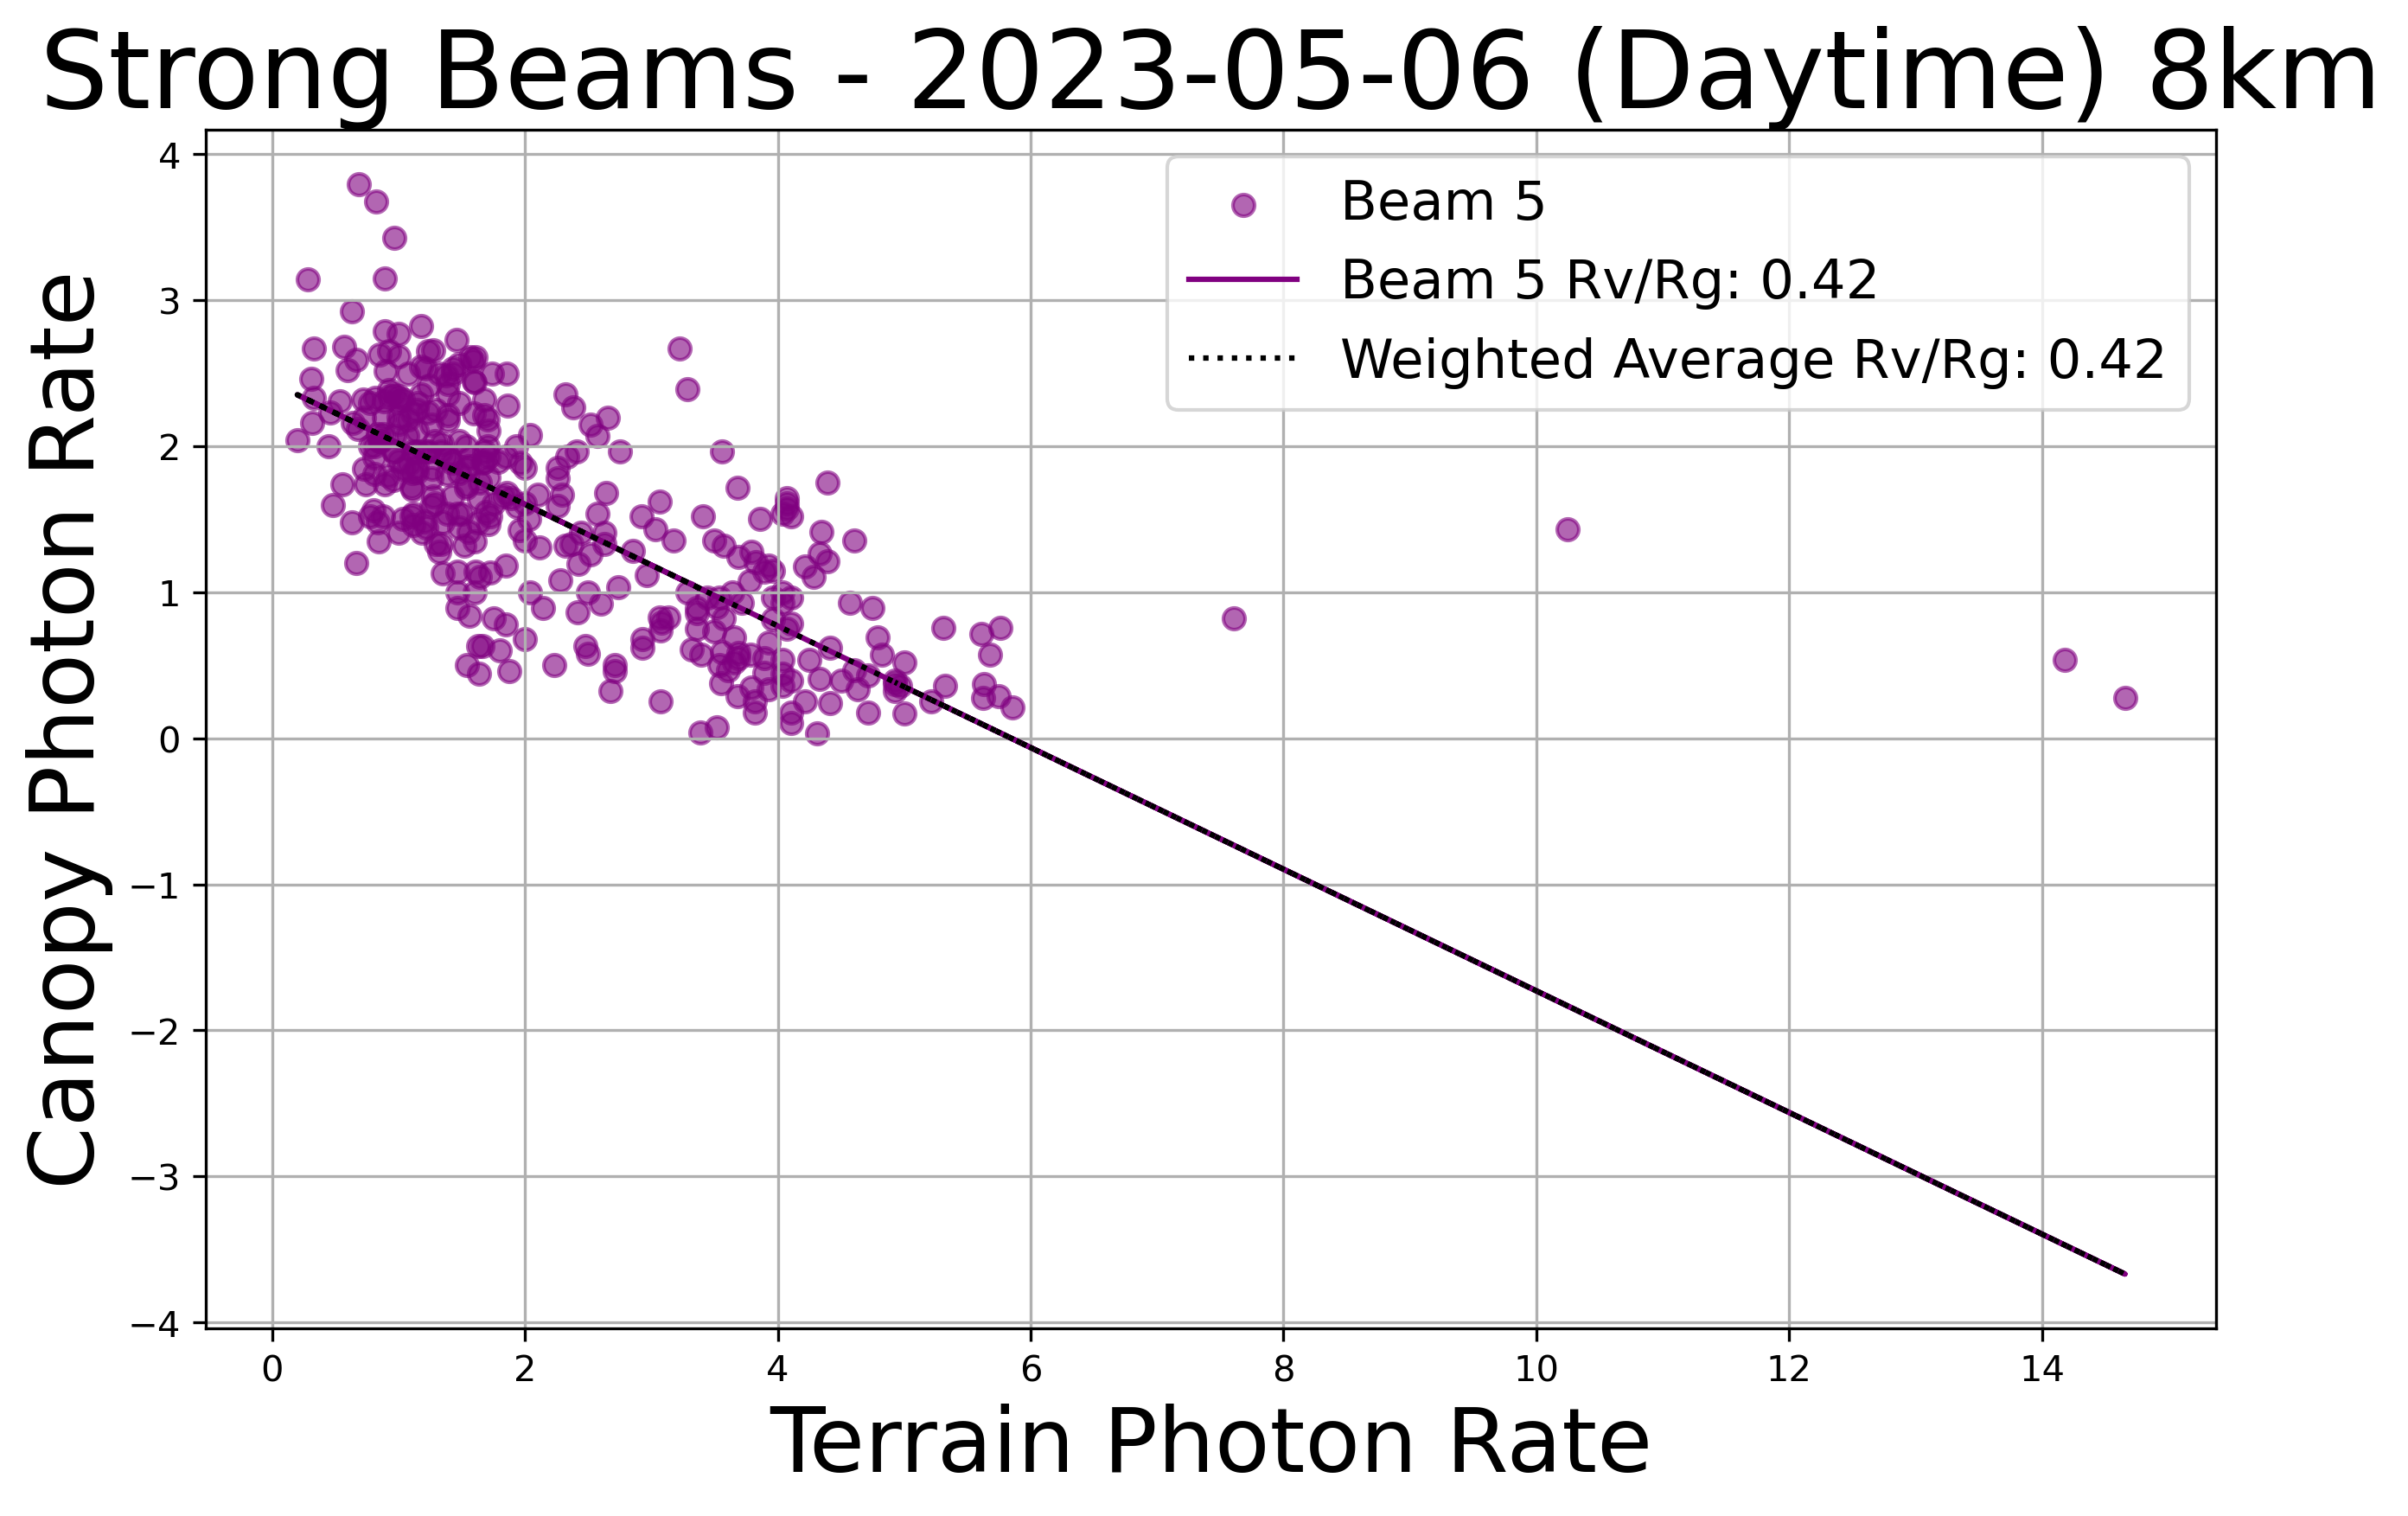 Strong Beams - 2023-05-06 (Daytime) 8km
Beam 5
Beam 5 Rv/Rg: 0.42
Weighted Average Rv/Rg: 0.42
Canopy Photon Rate
4
3
2
1
0
−1
−2
−3
−4
0 2 4 6 8 10 12 14
Terrain Photon Rate